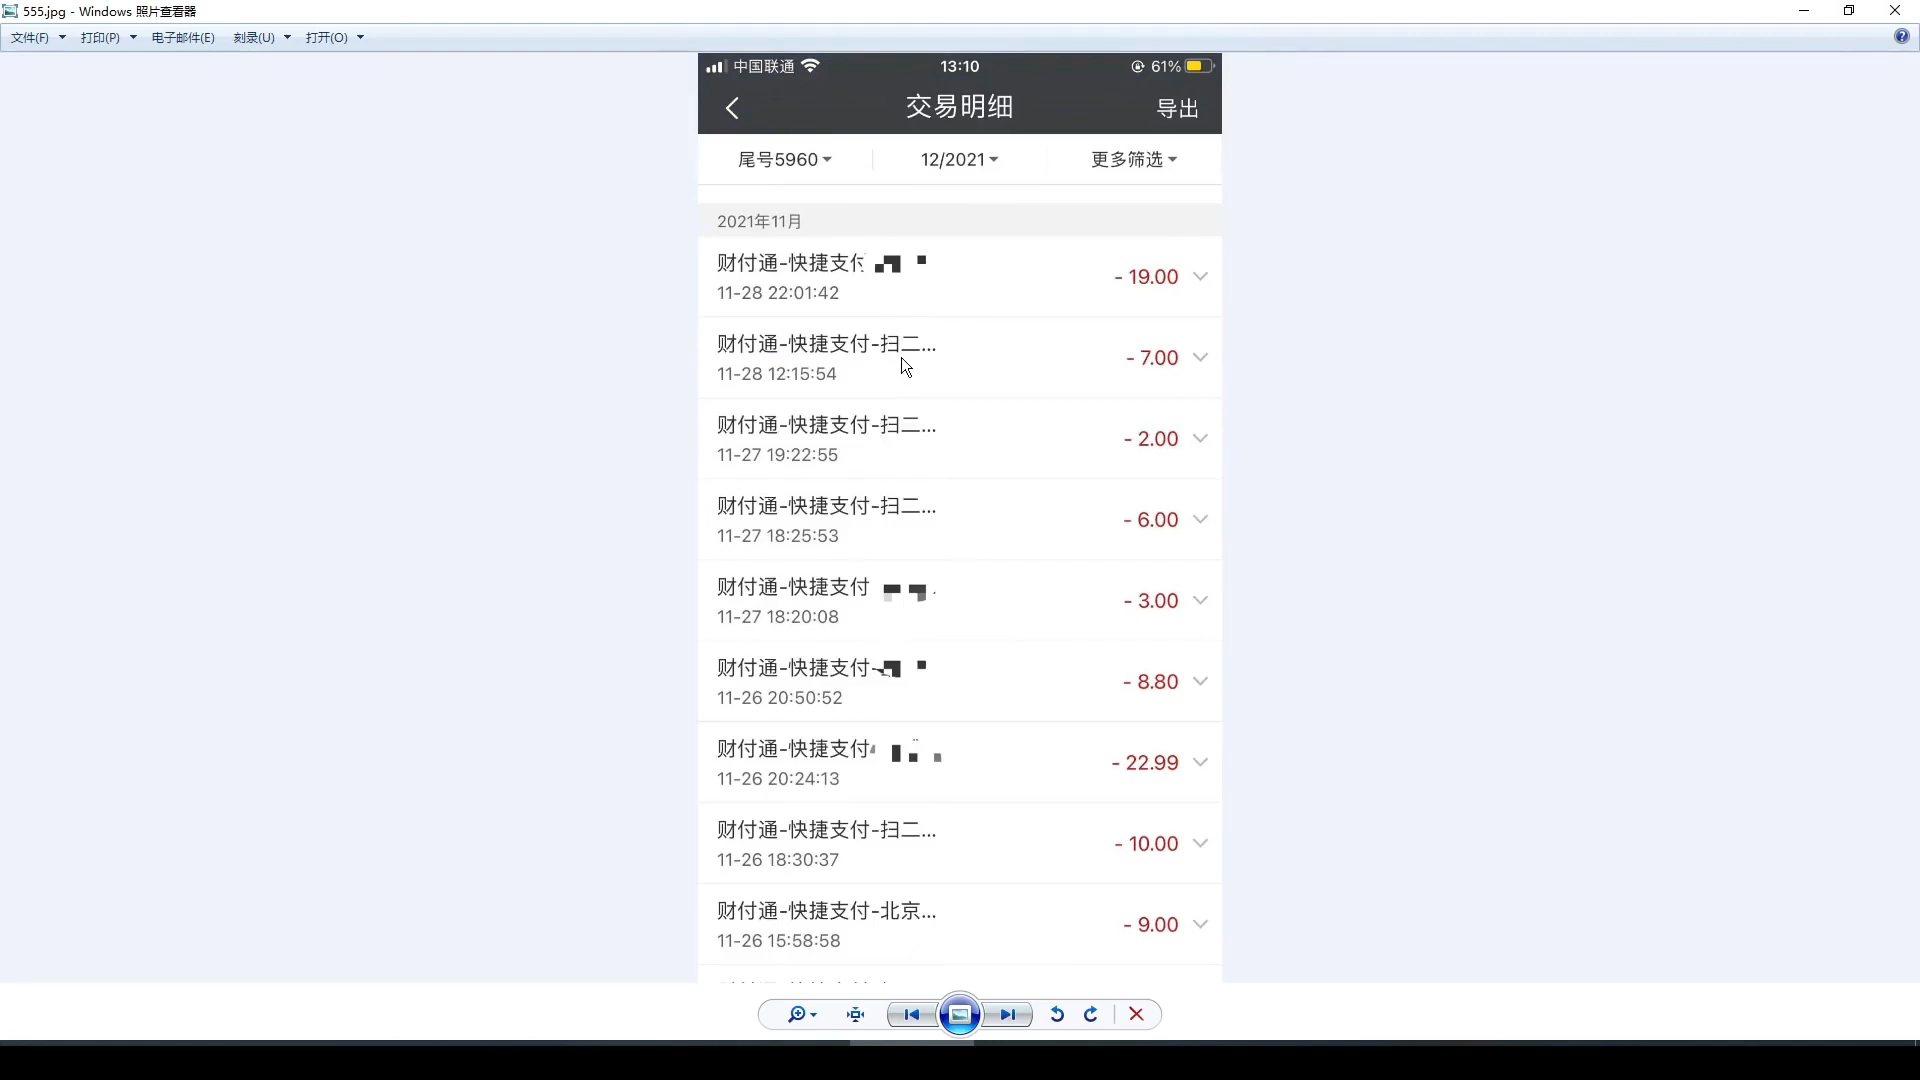 555.jpg - Windows 照片查看器
文件(F) 打印(P) 电子邮件(E) 刻录(U) 打开(O)
中国联通 13:10 61%
交易明细 导出
尾号5960 12/2021 更多筛选
2021年11月
财付通-快捷支付
- 19.00
11-28 22:01:42
财付通-快捷支付-扫二...
- 7.00
11-28 12:15:54
财付通-快捷支付-扫二...
- 2.00
11-27 19:22:55
财付通-快捷支付-扫二...
- 6.00
11-27 18:25:53
财付通-快捷支付
- 3.00
11-27 18:20:08
财付通-快捷支付-
- 8.80
11-26 20:50:52
财付通-快捷支付
- 22.99
11-26 20:24:13
财付通-快捷支付-扫二...
- 10.00
11-26 18:30:37
财付通-快捷支付-北京...
- 9.00
11-26 15:58:58